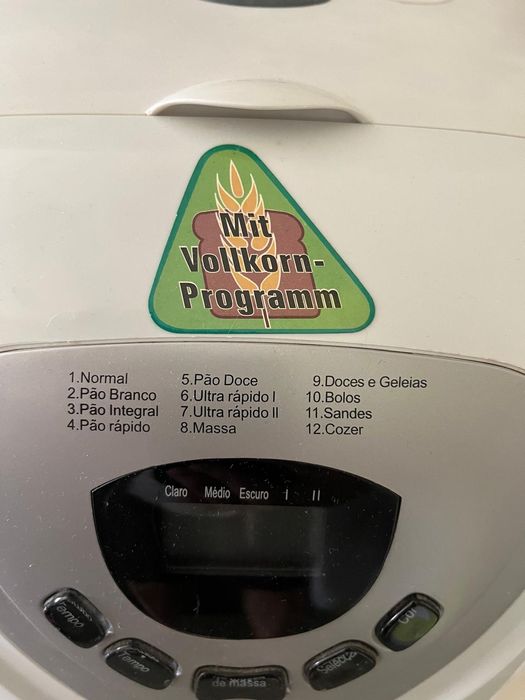 Mit
Vollkorn-
Programm
1.Normal
2.Pão Branco
3.Pão Integral
4.Pão rápido
5.Pão Doce
6.Ultra rápido I
7.Ultra rápido II
8.Massa
9.Doces e Geleias
10.Bolos
11.Sandes
12.Cozer
Claro Médio Escuro I II
Tempo
Tempo
de massa